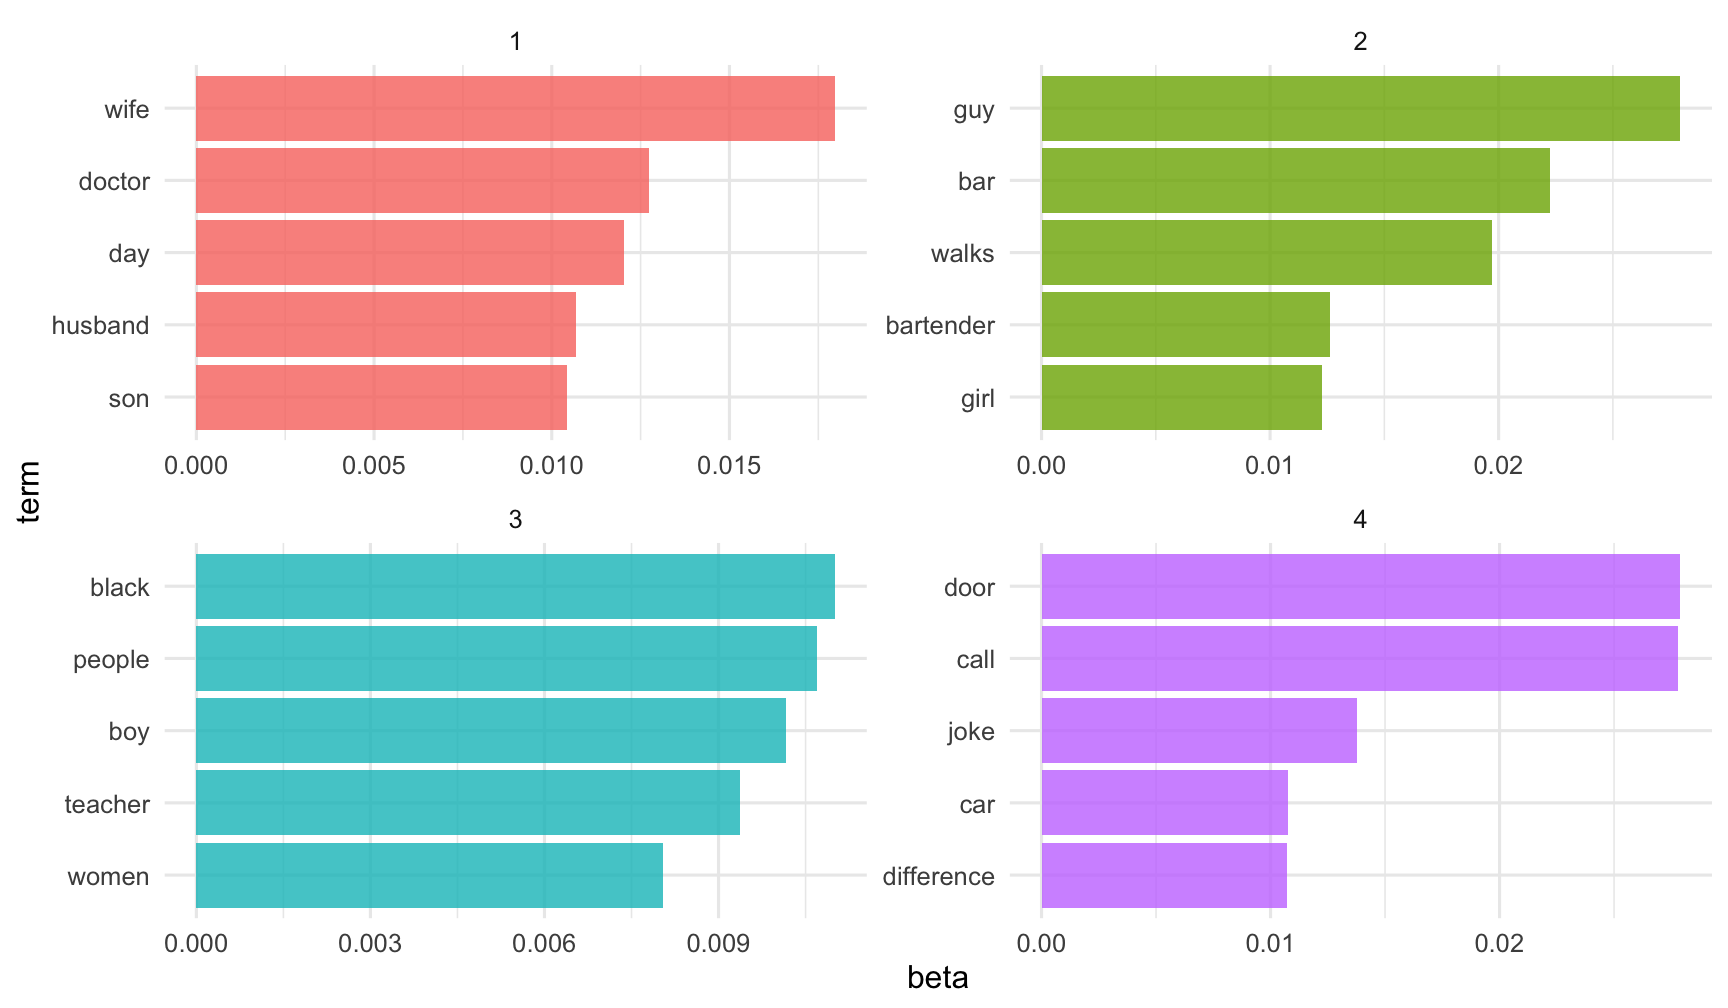 1
wife
doctor
day
husband
son
0.000 0.005 0.010 0.015
2
guy
bar
walks
bartender
girl
0.00 0.01 0.02
term
3
black
people
boy
teacher
women
0.000 0.003 0.006 0.009
4
door
call
joke
car
difference
0.00 0.01 0.02
beta